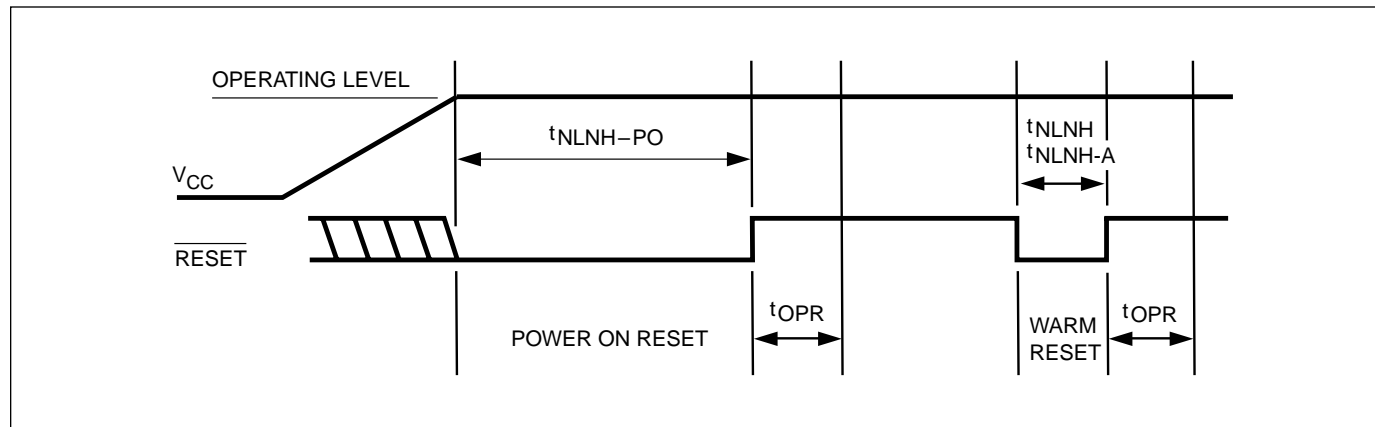 OPERATING LEVEL
tNLNH–PO
tNLNH
tNLNH-A
VCC
RESET
tOPR
POWER ON RESET
WARM
RESET
tOPR